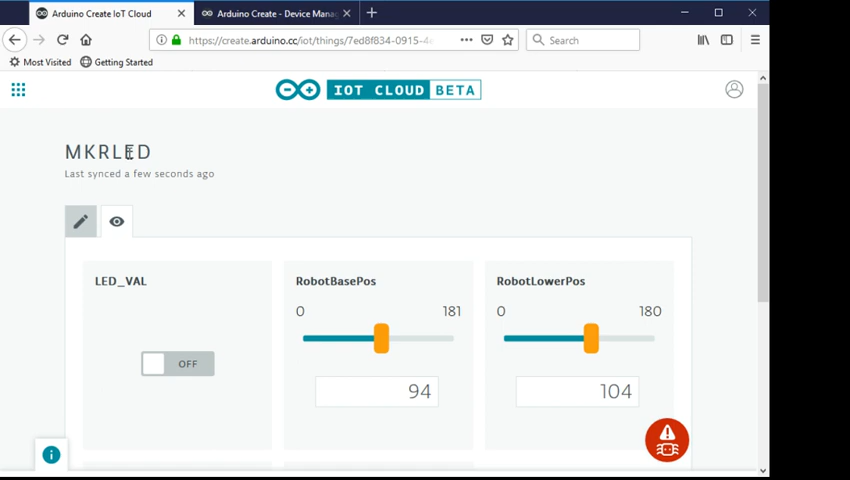 Arduino Create IoT Cloud
Arduino Create - Device Manag
https://create.arduino.cc/iot/things/7ed8f834-0915-4
Search
Most Visited
Getting Started
IOT CLOUD BETA
MKRLED
Last synced a few seconds ago
LED_VAL
RobotBasePos
RobotLowerPos
0 181
0 180
OFF
94
104